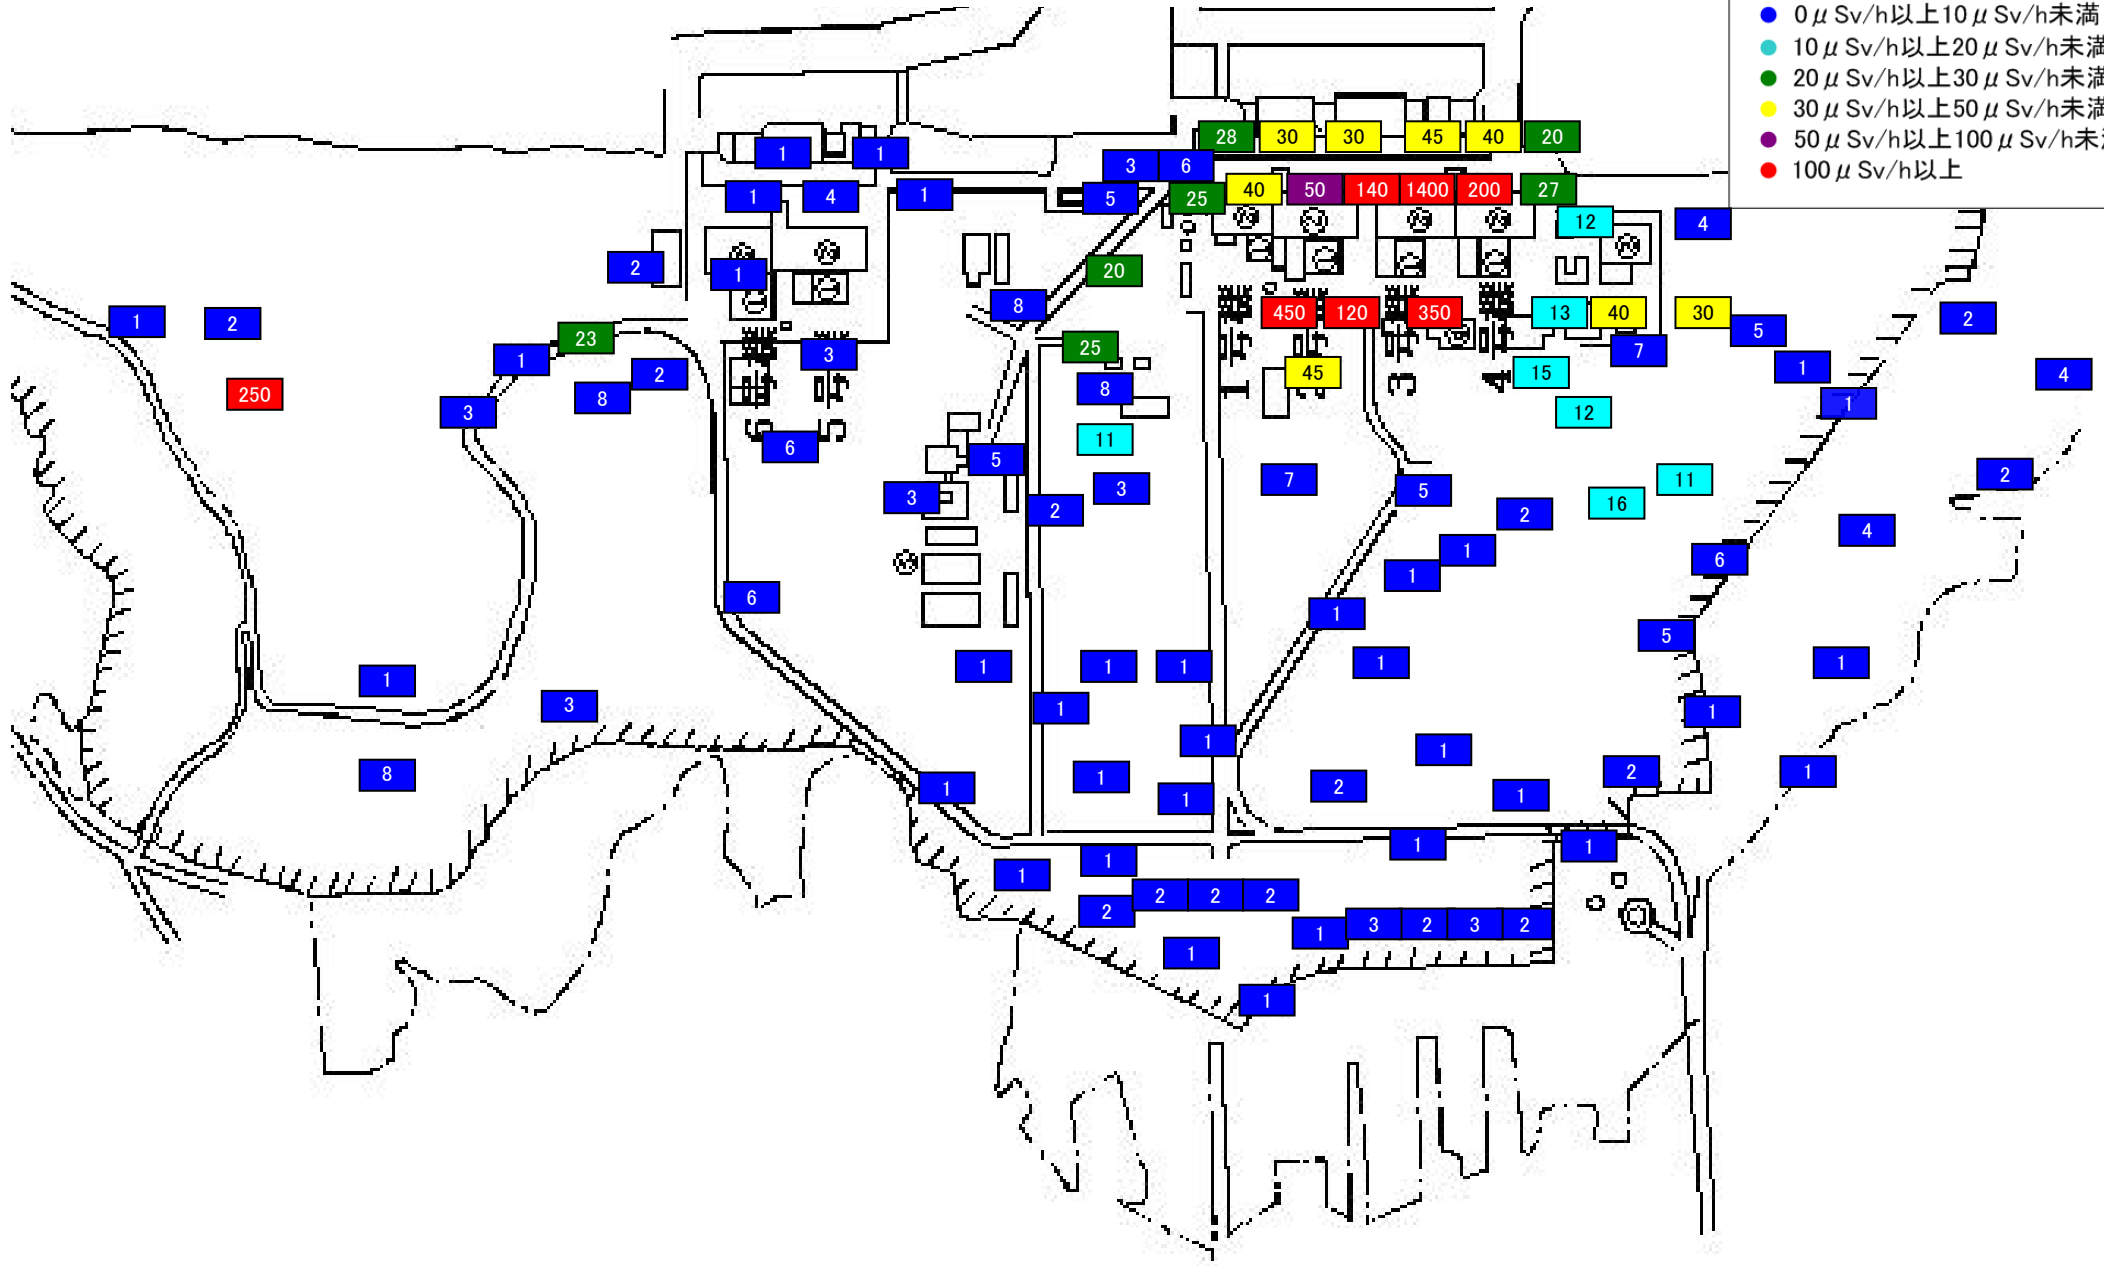 0μSv/h以上10μSv/h未満
10μSv/h以上20μSv/h未満
20μSv/h以上30μSv/h未満
30μSv/h以上50μSv/h未満
50μSv/h以上100μSv/h未満
100μSv/h以上
28 30 30 45 40 20
1 1 3 6
1 4 1 5 25 40 50 140 1400 200 27
12 4
2 1 20
8 450 120 350 13 40 30
1 2 5 2
23 1 2 3 25 7
250 8 8 45 15 1 4
3 11 12 1
6 5 3 7 5 11 2
3 2 2 16 4
1 1 6
6 1 5
1 1 1 1 1
1 3 1 1
1 1 2 1
8 1 1 1 2 1
1 1 1
1 2 2 2 2
1 3 2 3 2
1
1
6 5 1 3 4